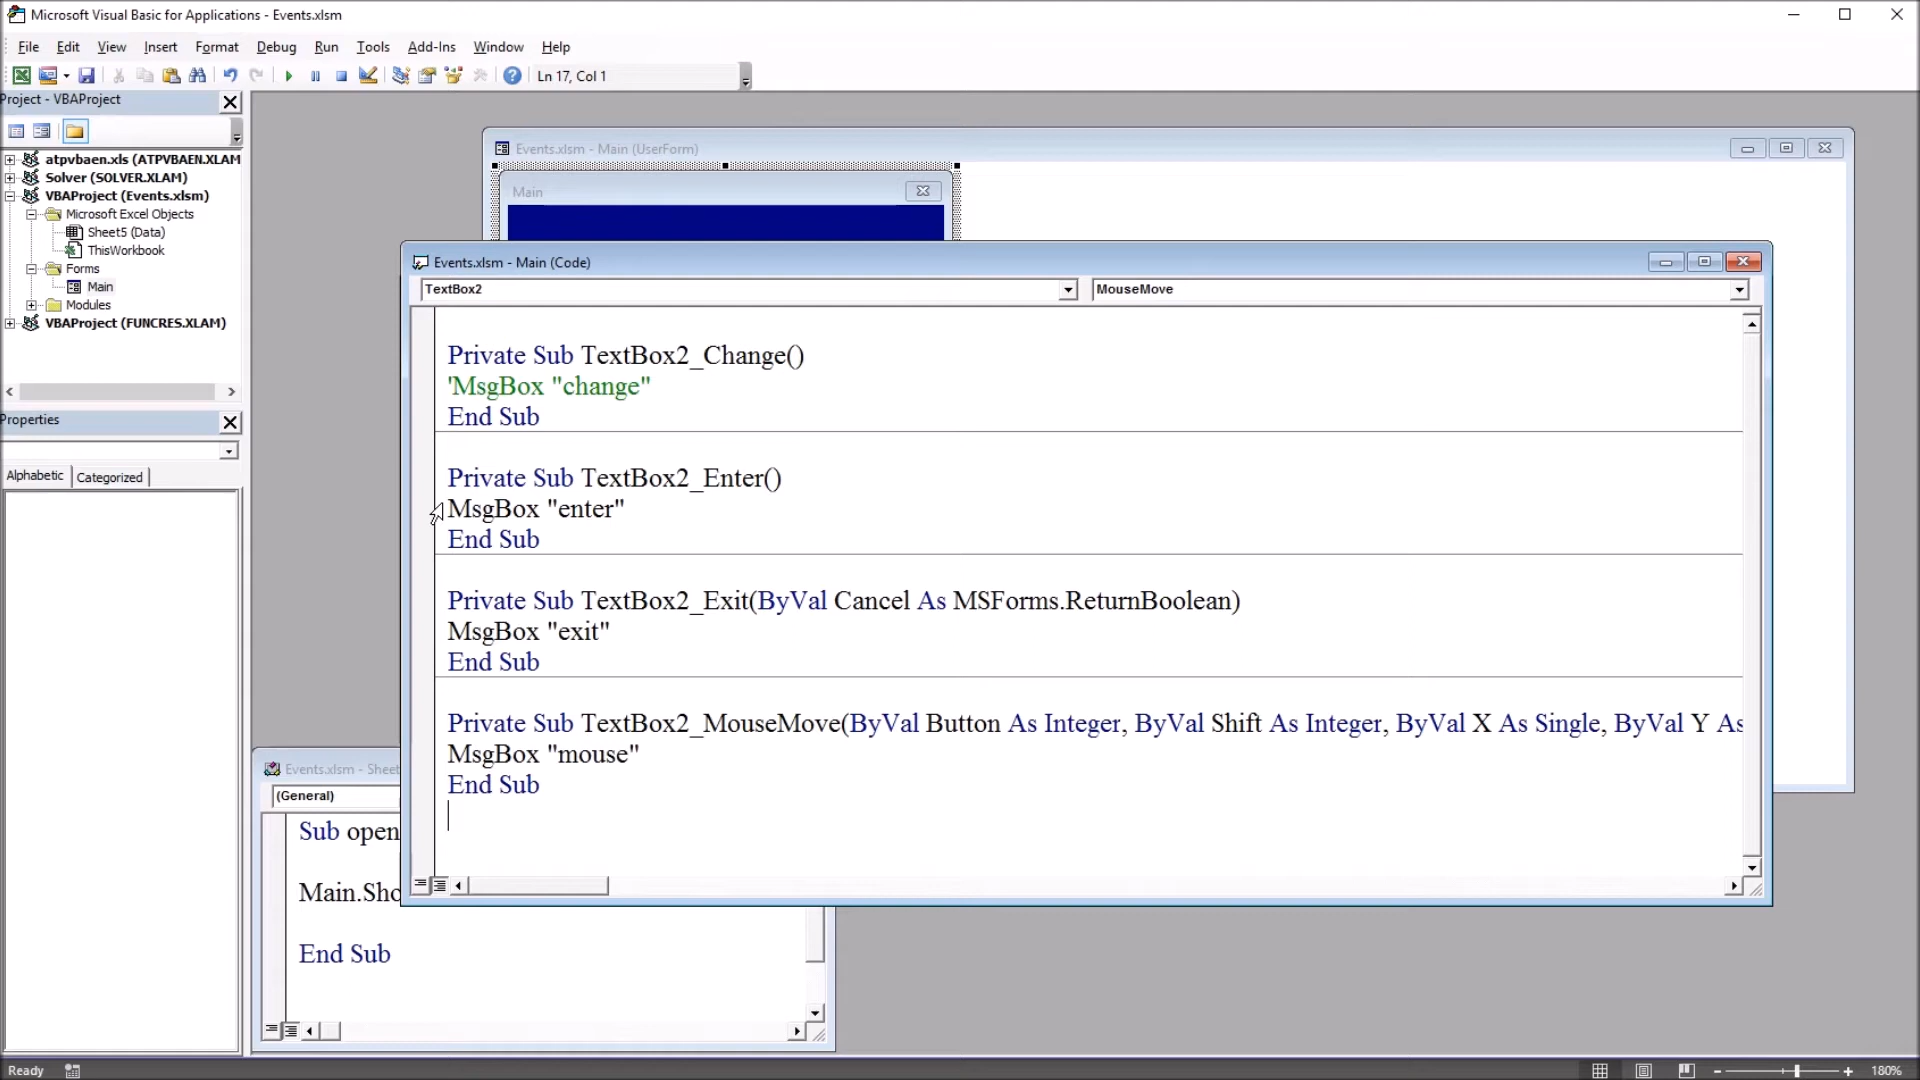 Microsoft Visual Basic for Applications - Events.xlsm
File Edit View Insert Format Debug Run Tools Add-Ins Window Help
Ln 17, Col 1
Project - VBAProject
atpvbaen.xls (ATPVBAEN.XLAM
Solver (SOLVER.XLAM)
VBAProject (Events.xlsm)
Microsoft Excel Objects
Sheet5 (Data)
ThisWorkbook
Forms
Main
Modules
VBAProject (FUNCRES.XLAM)
Properties
Alphabetic Categorized
Events.xlsm - Main (UserForm)
Main
Events.xlsm - Main (Code)
TextBox2 MouseMove
Private Sub TextBox2_Change()
'MsgBox "change"
End Sub
Private Sub TextBox2_Enter()
MsgBox "enter"
End Sub
Private Sub TextBox2_Exit(ByVal Cancel As MSForms.ReturnBoolean)
MsgBox "exit"
End Sub
Private Sub TextBox2_MouseMove(ByVal Button As Integer, ByVal Shift As Integer, ByVal X As Single, ByVal Y As
MsgBox "mouse"
End Sub
Events.xlsm - Sheet
(General)
Sub open
Main.Sho
End Sub
Ready
180%